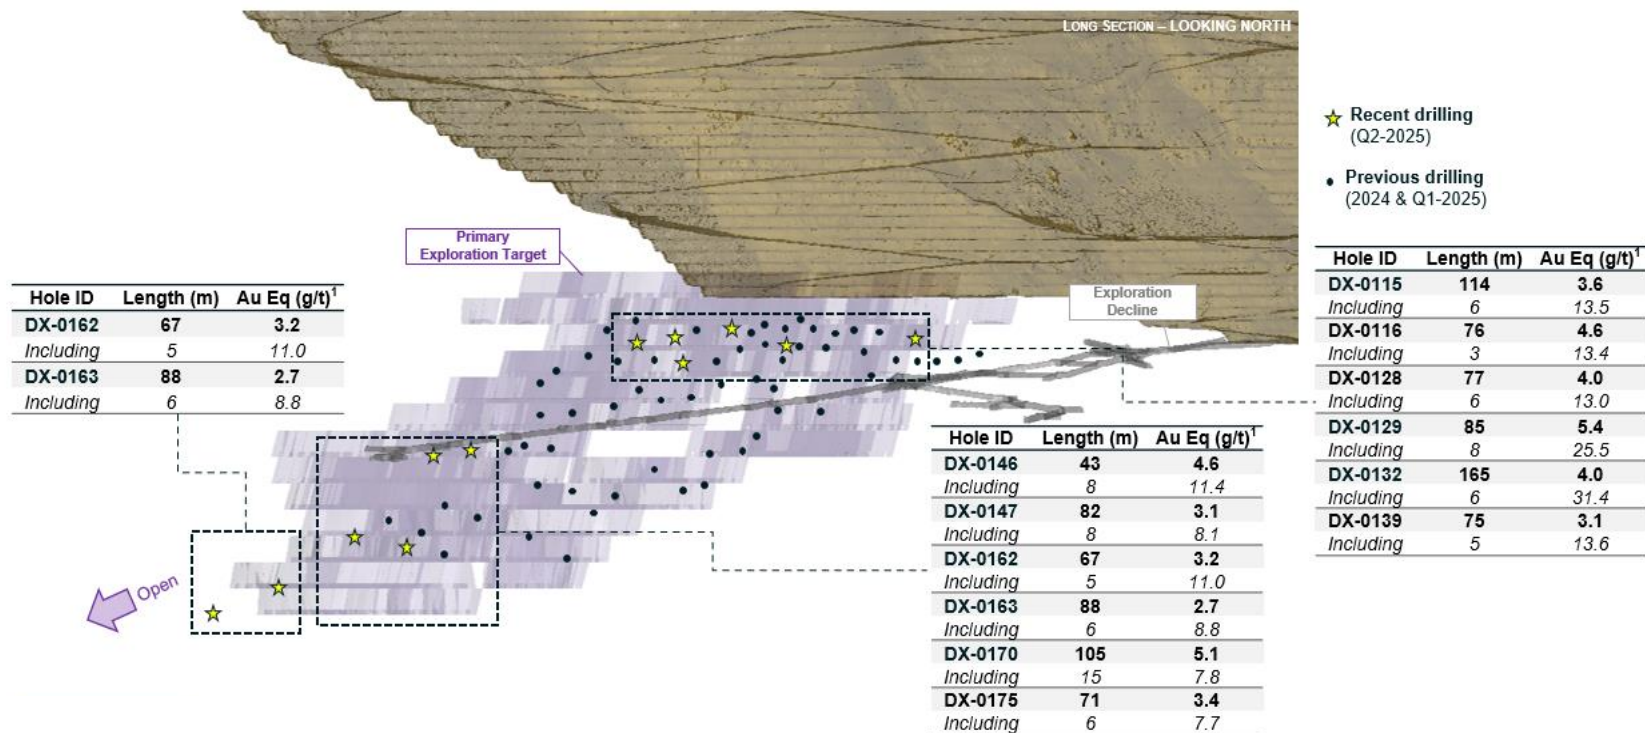 LONG SECTION – LOOKING NORTH
Recent drilling
(Q2-2025)
Previous drilling
(2024 & Q1-2025)
Primary
Exploration Target
Exploration
Decline
Hole ID Length (m) Au Eq (g/t)1
DX-0162 67 3.2
Including 5 11.0
DX-0163 88 2.7
Including 6 8.8
Hole ID Length (m) Au Eq (g/t)1
DX-0115 114 3.6
Including 6 13.5
DX-0116 76 4.6
Including 3 13.4
DX-0128 77 4.0
Including 6 13.0
DX-0129 85 5.4
Including 8 25.5
DX-0132 165 4.0
Including 6 31.4
DX-0139 75 3.1
Including 5 13.6
Hole ID Length (m) Au Eq (g/t)1
DX-0146 43 4.6
Including 8 11.4
DX-0147 82 3.1
Including 8 8.1
DX-0162 67 3.2
Including 5 11.0
DX-0163 88 2.7
Including 6 8.8
DX-0170 105 5.1
Including 15 7.8
DX-0175 71 3.4
Including 6 7.7
Open